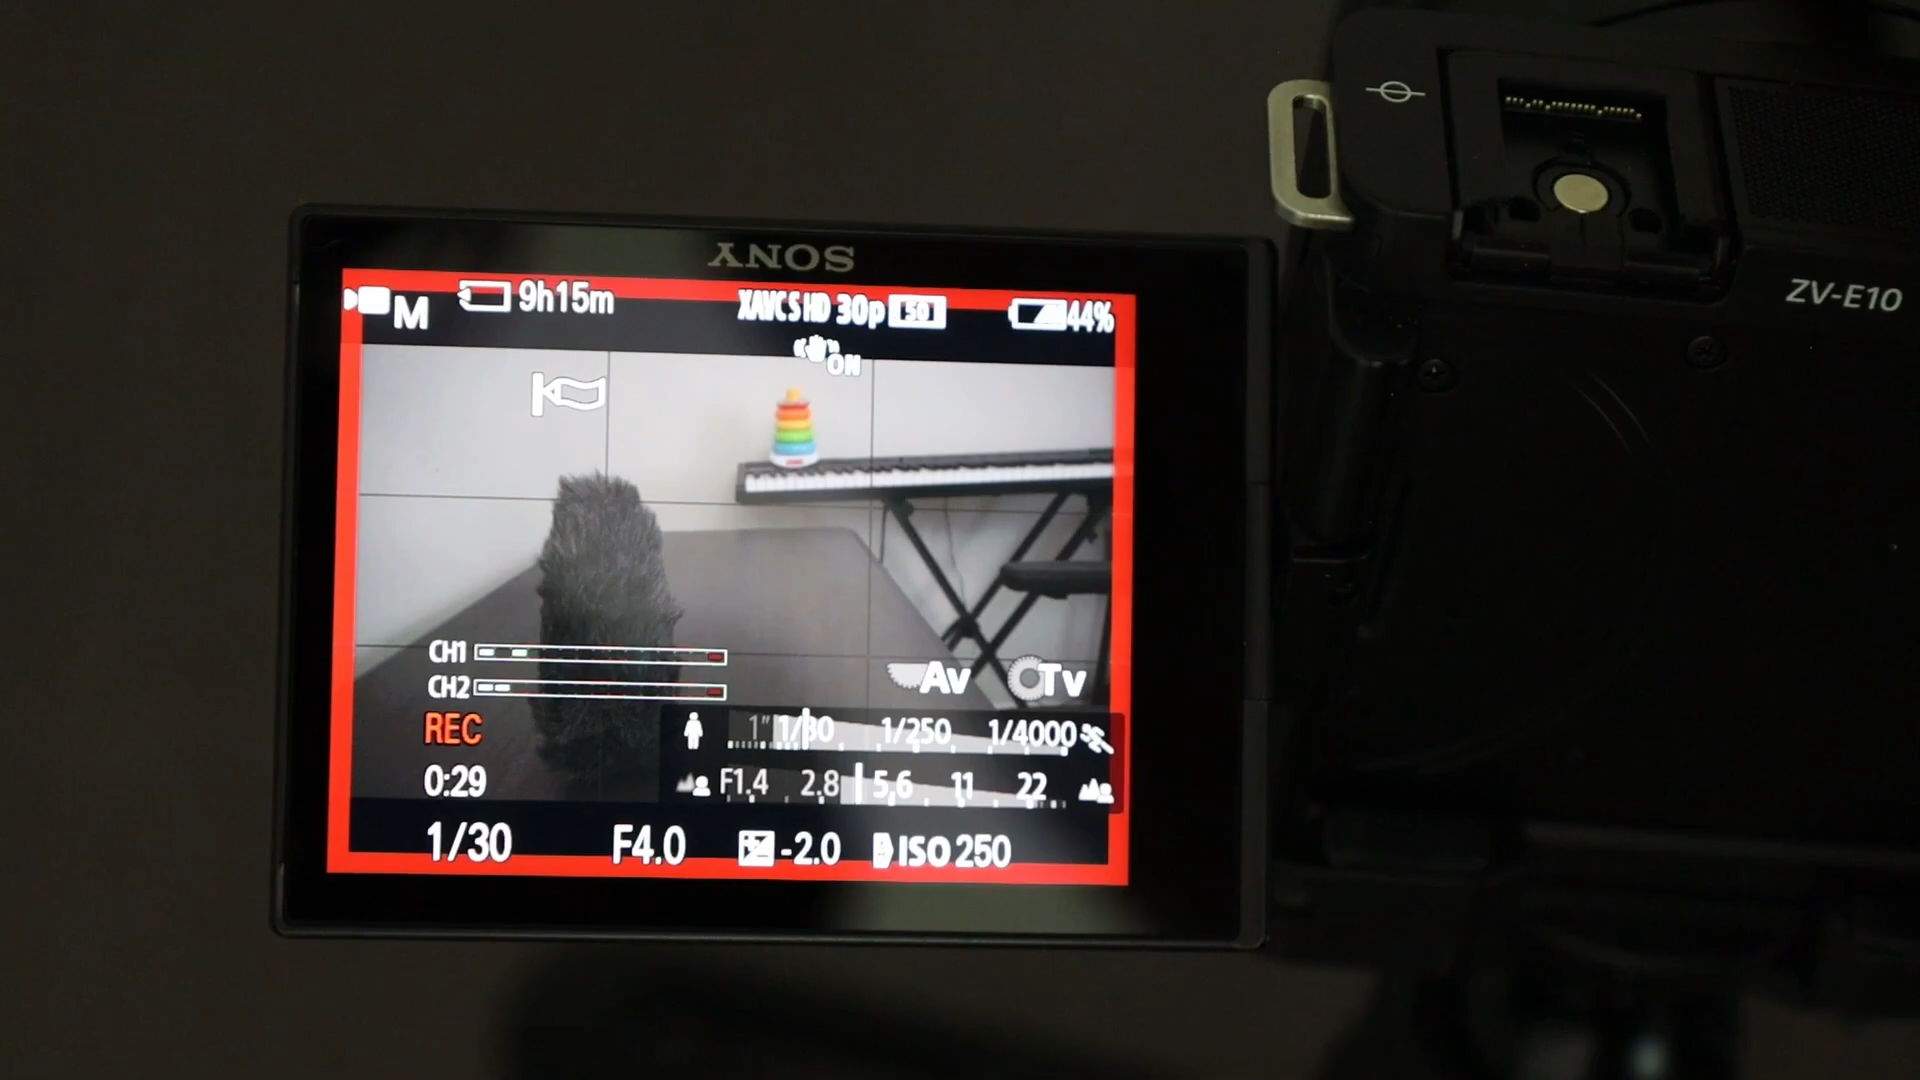 SONY
M 9h15m XAVC S HD 30p 50 44%
ON
ZV-E10
CH1
CH2
Av Tv
REC
1" 1/30 1/250 1/4000
0:29
F1.4 2.8 5.6 11 22
1/30 F4.0 -2.0 ISO 250